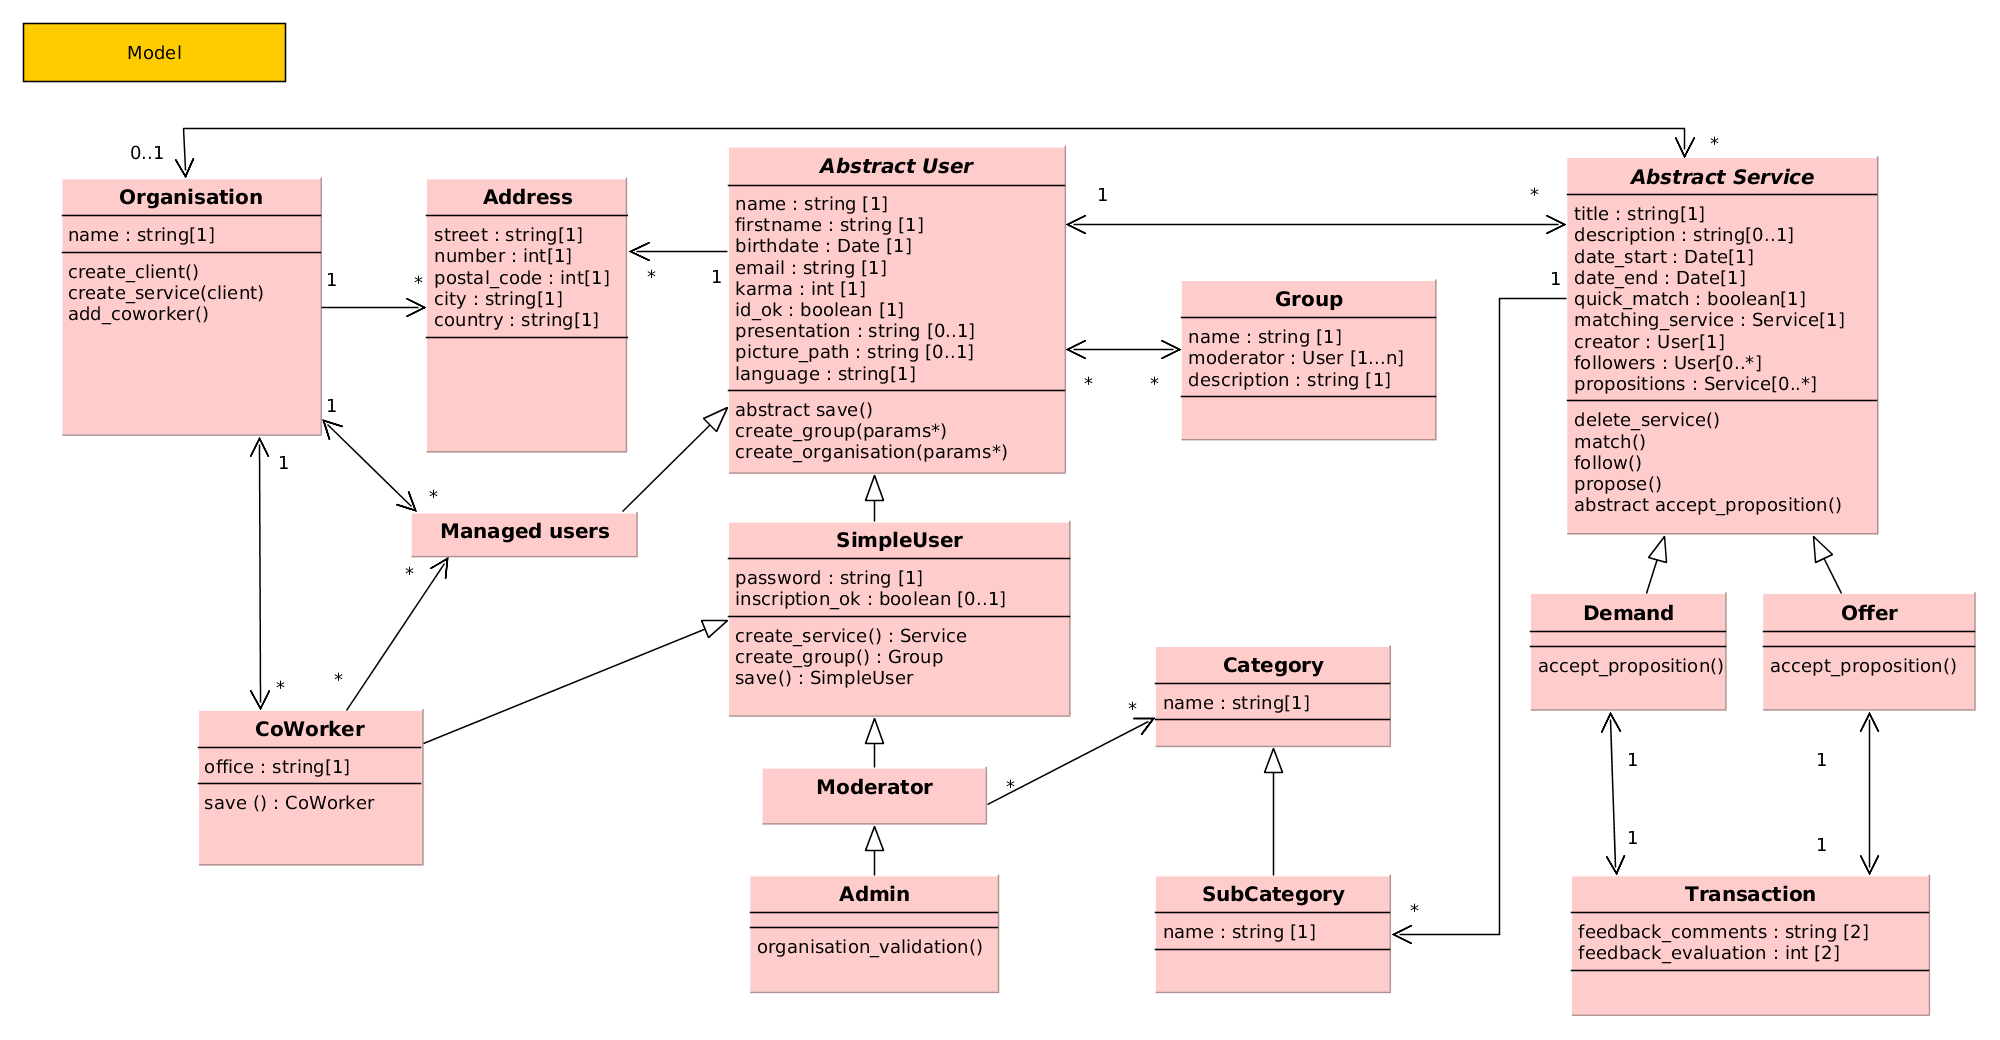 Model
0..1
*
Organisation
name : string[1]
create_client()
create_service(client)
add_coworker()
1
*
Address
street : string[1]
number : int[1]
postal_code : int[1]
city : string[1]
country : string[1]
*
1
Abstract User
name : string [1]
firstname : string [1]
birthdate : Date [1]
email : string [1]
karma : int [1]
id_ok : boolean [1]
presentation : string [0..1]
picture_path : string [0..1]
language : string[1]
abstract save()
create_group(params*)
create_organisation(params*)
1
*
*
*
Group
name : string [1]
moderator : User [1...n]
description : string [1]
Abstract Service
title : string[1]
description : string[0..1]
date_start : Date[1]
date_end : Date[1]
quick_match : boolean[1]
matching_service : Service[1]
creator : User[1]
followers : User[0..*]
propositions : Service[0..*]
delete_service()
match()
follow()
propose()
abstract accept_proposition()
1
1
*
1
*
Managed users
*
*
CoWorker
office : string[1]
save () : CoWorker
SimpleUser
password : string [1]
inscription_ok : boolean [0..1]
create_service() : Service
create_group() : Group
save() : SimpleUser
Moderator
*
*
Category
name : string[1]
Admin
organisation_validation()
SubCategory
name : string [1]
*
Demand
accept_proposition()
Offer
accept_proposition()
1
1
1
1
Transaction
feedback_comments : string [2]
feedback_evaluation : int [2]